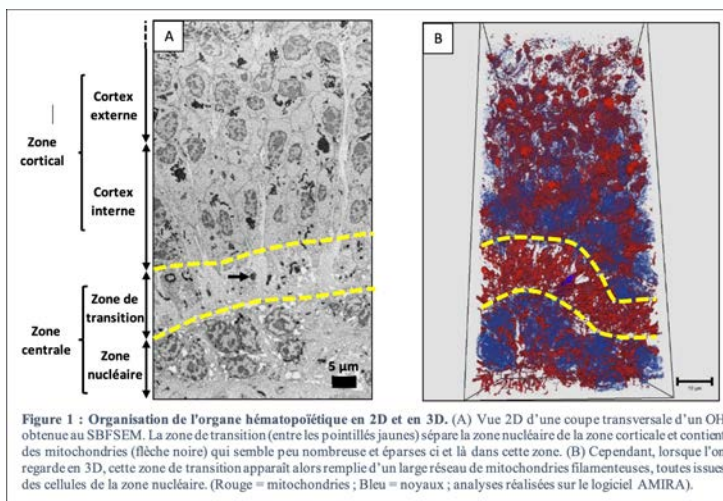 A
B
Cortex
externe
Zone
cortical
Cortex
interne
Zone de
transition
Zone
centrale
Zone
nucléaire
5 µm
Figure 1 : Organisation de l'organe hématopoïétique en 2D et en 3D. (A) Vue 2D d'une coupe transversale d'un OH
obtenue au SBFSEM. La zone de transition (entre les pointillés jaunes) sépare la zone nucléaire de la zone corticale et contien
des mitochondries (flèche noire) qui semble peu nombreuse et éparses ci et là dans cette zone. (B) Cependant, lorsque l'on
regarde en 3D, cette zone de transition apparaît alors remplie d'un large réseau de mitochondries filamenteuses, toutes issues
des cellules de la zone nucléaire. (Rouge = mitochondries ; Bleu = noyaux ; analyses réalisées sur le logiciel AMIRA).